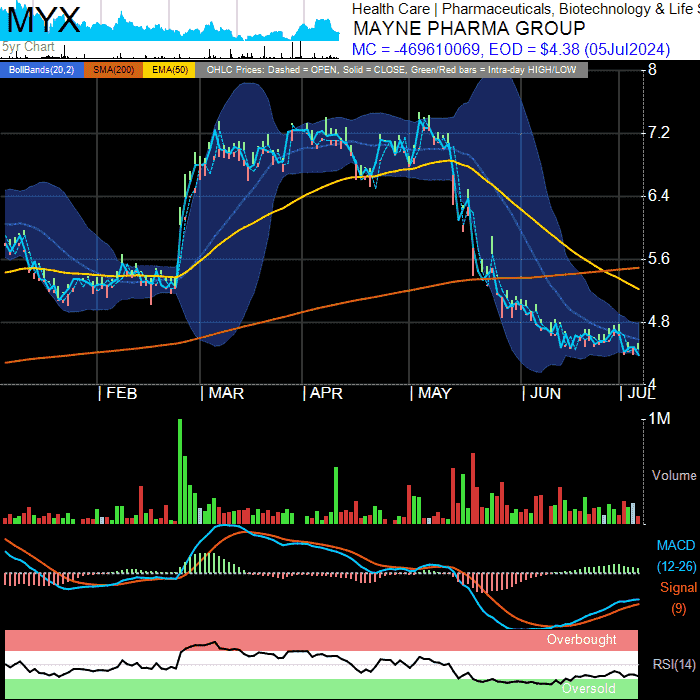 MYX
5yr Chart
Health Care | Pharmaceuticals, Biotechnology & Life S
MAYNE PHARMA GROUP
MC = -469610069, EOD = $4.38 (05Jul2024)
BollBands(20,2) SMA(200) EMA(50) OHLC Prices: Dashed = OPEN, Solid = CLOSE, Green/Red bars = Intra-day HIGH/LOW
8
7.2
6.4
5.6
4.8
4
| FEB | MAR | APR | MAY | JUN | JUL
1M
Volume
MACD
(12-26)
Signal
(9)
Overbought
RSI(14)
Oversold